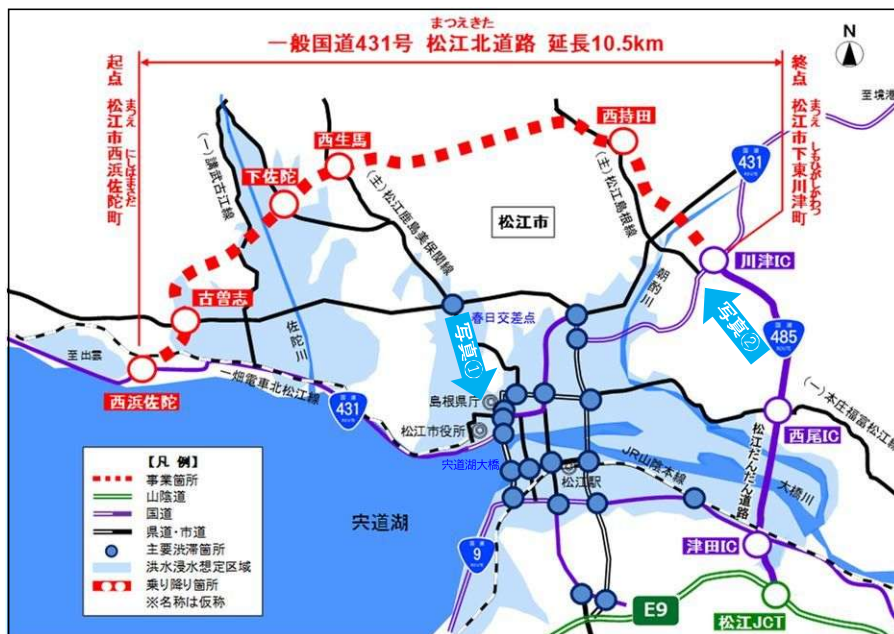 まつえきた
一般国道431号 松江北道路 延長10.5km
起点 松江市西浜佐陀町
まつえ にしはまさだ
終点 松江市下東川津町
まつえ しもひがしかわつ
N
至境港
国道
431
ROUTE
西持田
西生馬
下佐陀
(一)講武古江線
(主)松江鹿島美保関線
(主)松江島根線
松江市
川津IC
朝酌川
古曽志
佐陀川
春日交差点
写真①
写真②
国道
485
ROUTE
至出雲
西浜佐陀
一畑電車北松江線
国道
431
ROUTE
島根県庁
松江市役所
宍道湖大橋
(一)本庄福富松江線
西尾IC
松江だんだん道路
JR山陰本線
松江駅
大橋川
宍道湖
国道
9
ROUTE
津田IC
E9
松江JCT
【凡 例】
事業箇所
山陰道
国道
県道・市道
主要渋滞箇所
洪水浸水想定区域
乗り降り箇所
※名称は仮称